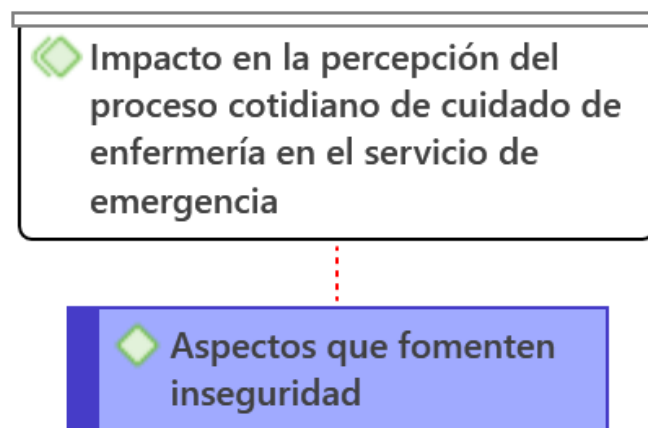 Impacto en la percepción del
proceso cotidiano de cuidado de
enfermería en el servicio de
emergencia
Aspectos que fomenten
inseguridad